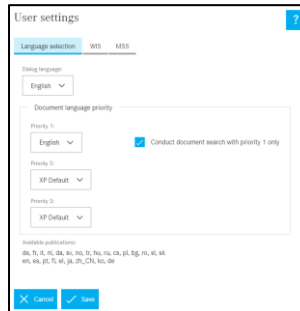 User settings
?
Language selection WIS MSS
Dialog language:
English
Document language priority
Priority 1:
English
Conduct document search with priority 1 only
Priority 2:
XP Default
Priority 3:
XP Default
Available publications:
de, fr, it, nl, da, sv, no, tr, hu, ru, cs, pl, bg, ro, sl, sk
en, es, pt, fi, el, ja, zh_CN, ko, de
Cancel Save